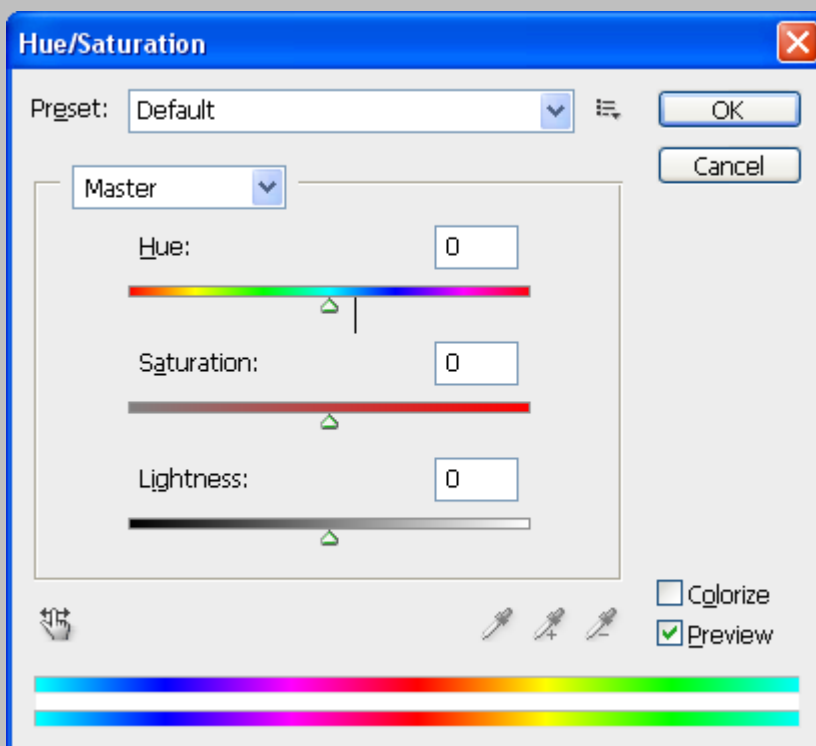 Hue/Saturation
Preset: Default
OK
Cancel
Master
Hue: 0
Saturation: 0
Lightness: 0
Colorize
Preview